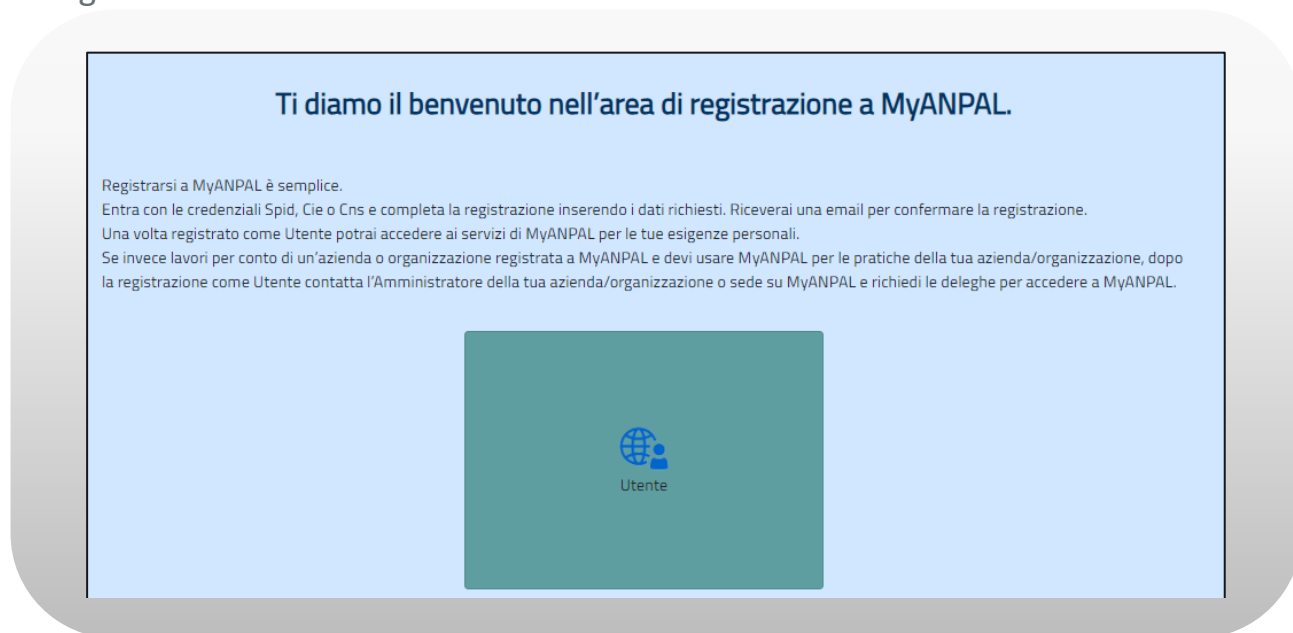 Ti diamo il benvenuto nell'area di registrazione a MyANPAL.
Registrarsi a MyANPAL è semplice.
Entra con le credenziali Spid, Cie o Cns e completa la registrazione inserendo i dati richiesti. Riceverai una email per confermare la registrazione.
Una volta registrato come Utente potrai accedere ai servizi di MyANPAL per le tue esigenze personali.
Se invece lavori per conto di un'azienda o organizzazione registrata a MyANPAL e devi usare MyANPAL per le pratiche della tua azienda/organizzazione, dopo
la registrazione come Utente contatta l'Amministratore della tua azienda/organizzazione o sede su MyANPAL e richiedi le deleghe per accedere a MyANPAL.
Utente